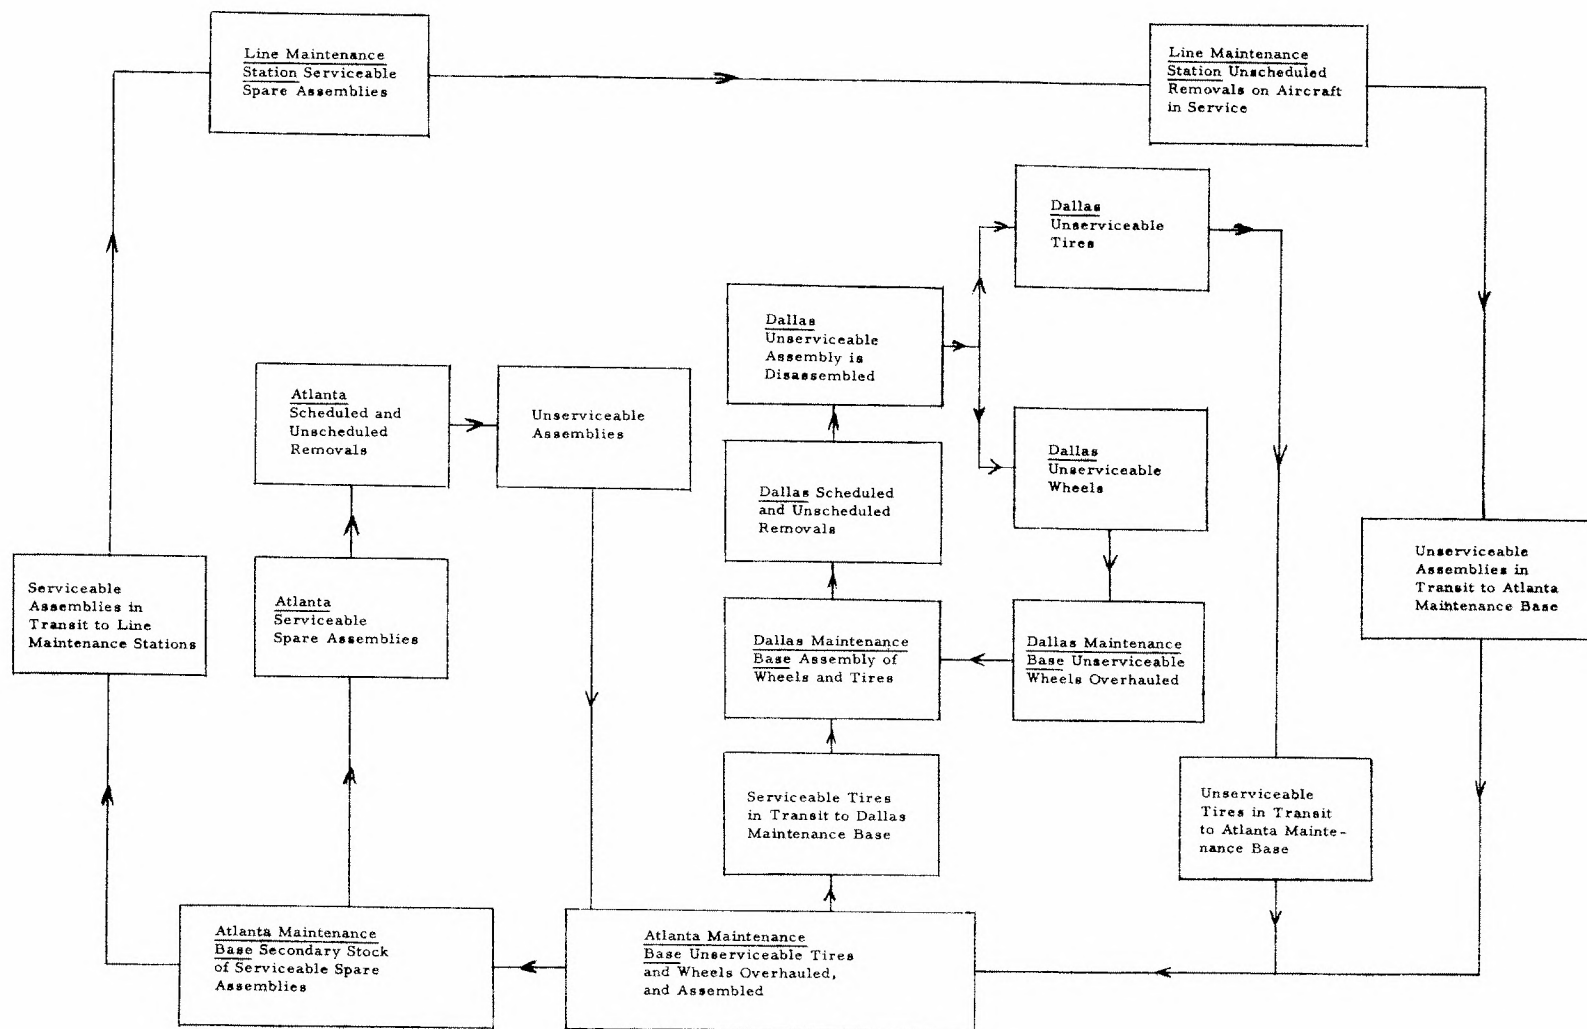 Line Maintenance
Station Serviceable
Spare Assemblies
Line Maintenance
Station Unscheduled
Removals on Aircraft
in Service
Dallas
Unserviceable
Tires
Dallas
Unserviceable
Assembly is
Disassembled
Atlanta
Scheduled and
Unscheduled
Removals
Unserviceable
Assemblies
Dallas
Unserviceable
Wheels
Dallas Scheduled
and Unscheduled
Removals
Unserviceable
Assemblies in
Transit to Atlanta
Maintenance Base
Serviceable
Assemblies in
Transit to Line
Maintenance Stations
Atlanta
Serviceable
Spare Assemblies
Dallas Maintenance
Base Assembly of
Wheels and Tires
Dallas Maintenance
Base Unserviceable
Wheels Overhauled
Serviceable Tires
in Transit to Dallas
Maintenance Base
Unserviceable
Tires in Transit
to Atlanta Mainte-
nance Base
Atlanta Maintenance
Base Secondary Stock
of Serviceable Spare
Assemblies
Atlanta Maintenance
Base Unserviceable Tires
and Wheels Overhauled,
and Assembled